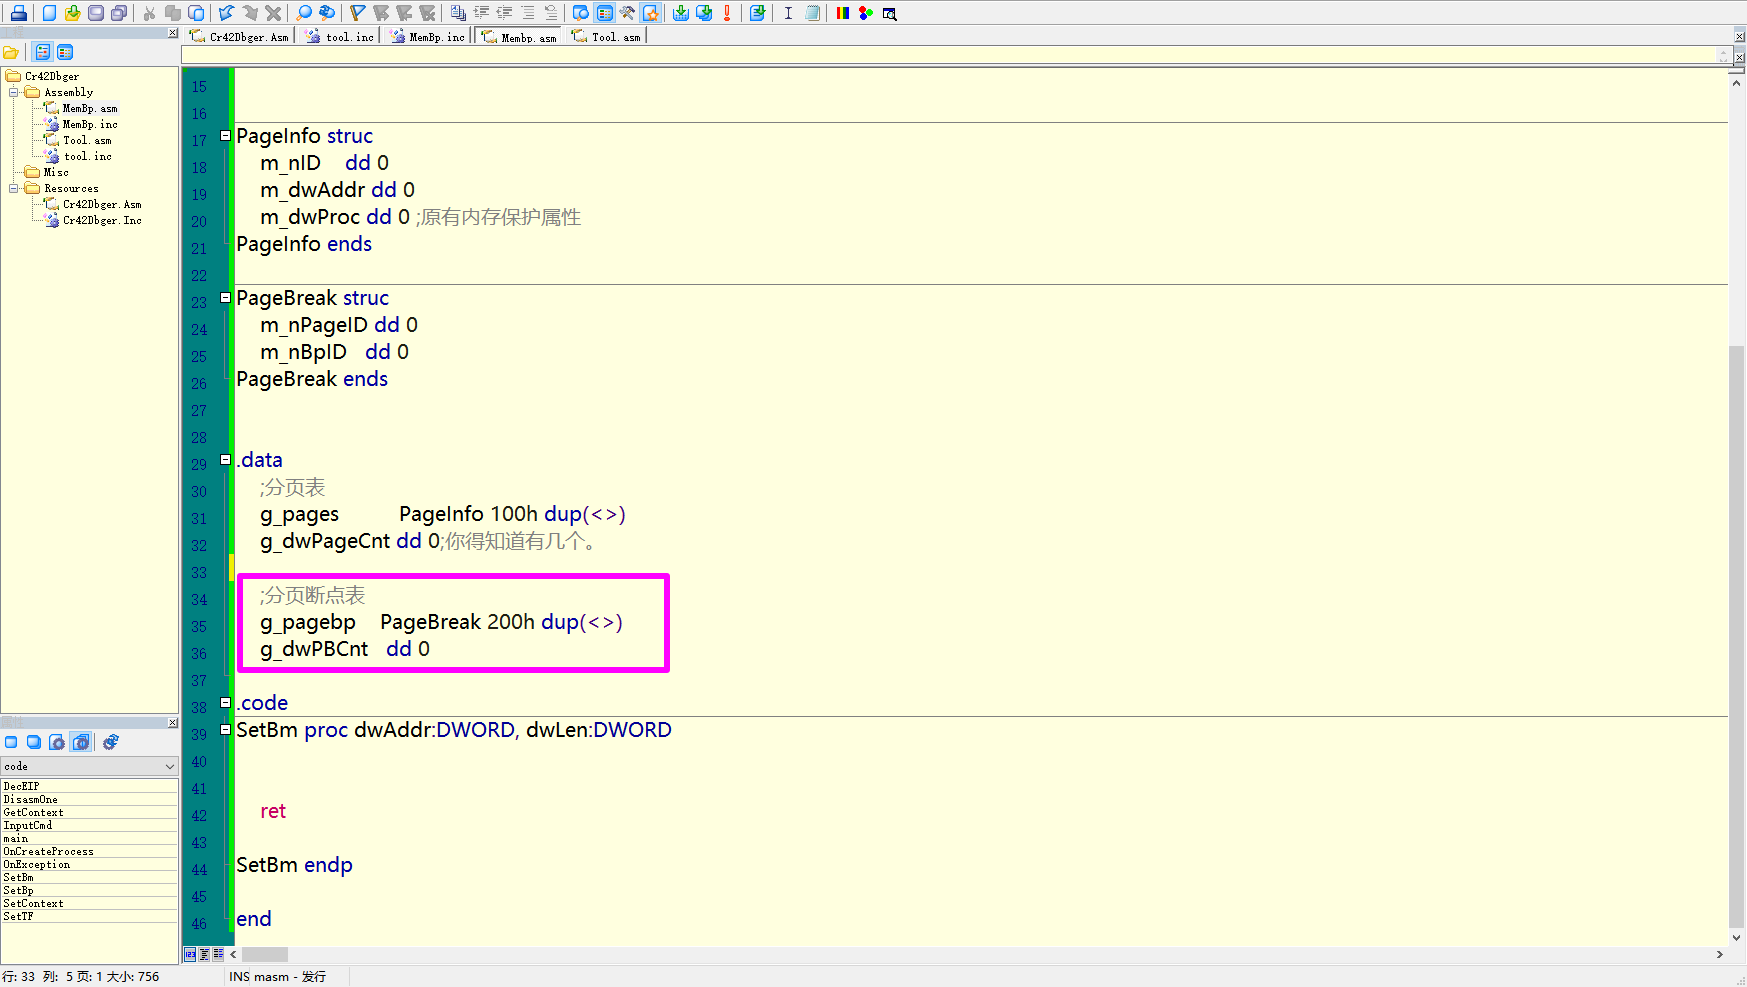 Cr42Dbger.Asm
tool.inc
MemBp.inc
Membp.asm
Tool.asm
Cr42Dbger
Assembly
MemBp.asm
MemBp.inc
Tool.asm
tool.inc
Misc
Resources
Cr42Dbger.Asm
Cr42Dbger.Inc
15
16
17 PageInfo struc
18 m_nID dd 0
19 m_dwAddr dd 0
20 m_dwProc dd 0 ;原有内存保护属性
21 PageInfo ends
22
23 PageBreak struc
24 m_nPageID dd 0
25 m_nBpID dd 0
26 PageBreak ends
27
28
29 .data
30 ;分页表
31 g_pages PageInfo 100h dup(<>)
32 g_dwPageCnt dd 0;你得知道有几个。
33
34 ;分页断点表
35 g_pagebp PageBreak 200h dup(<>)
36 g_dwPBCnt dd 0
37
38 .code
39 SetBm proc dwAddr:DWORD, dwLen:DWORD
40
41
42 ret
43
44 SetBm endp
45
46 end
code
DecEIP
DisasmOne
GetContext
InputCmd
main
OnCreateProcess
OnException
SetBm
SetBp
SetContext
SetTF
行: 33 列: 5 页: 1 大小: 756
INS masm - 发行